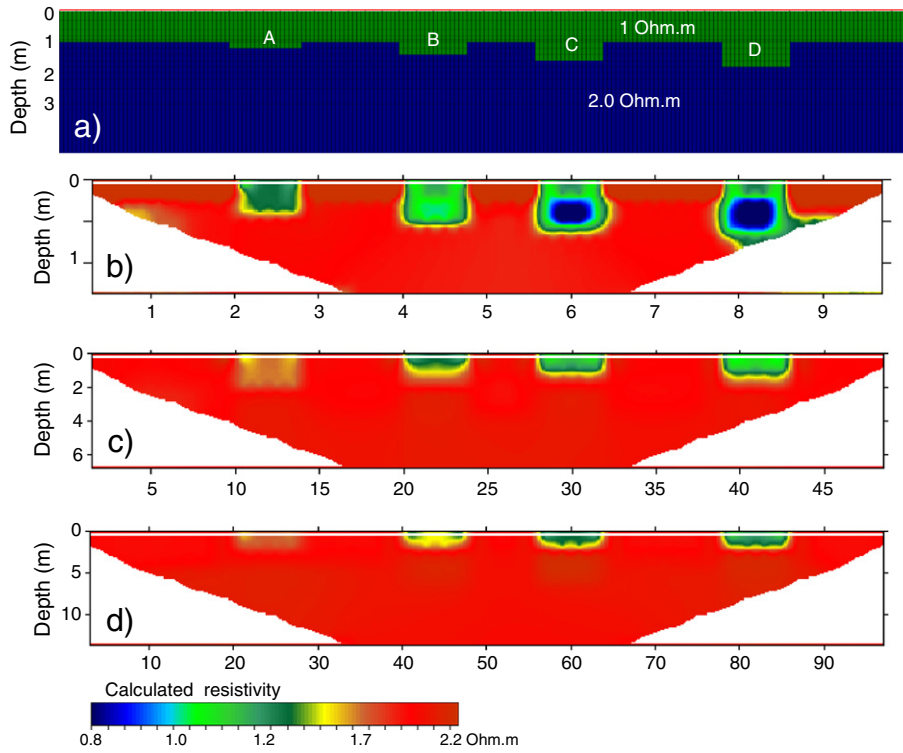 0
1
2
3
Depth (m)
A
B
C
D
1 Ohm.m
2.0 Ohm.m
a)
0
1
Depth (m)
b)
1 2 3 4 5 6 7 8 9
0
2
4
6
Depth (m)
c)
5 10 15 20 25 30 35 40 45
0
5
10
Depth (m)
d)
10 20 30 40 50 60 70 80 90
Calculated resistivity
0.8 1.0 1.2 1.7 2.2 Ohm.m